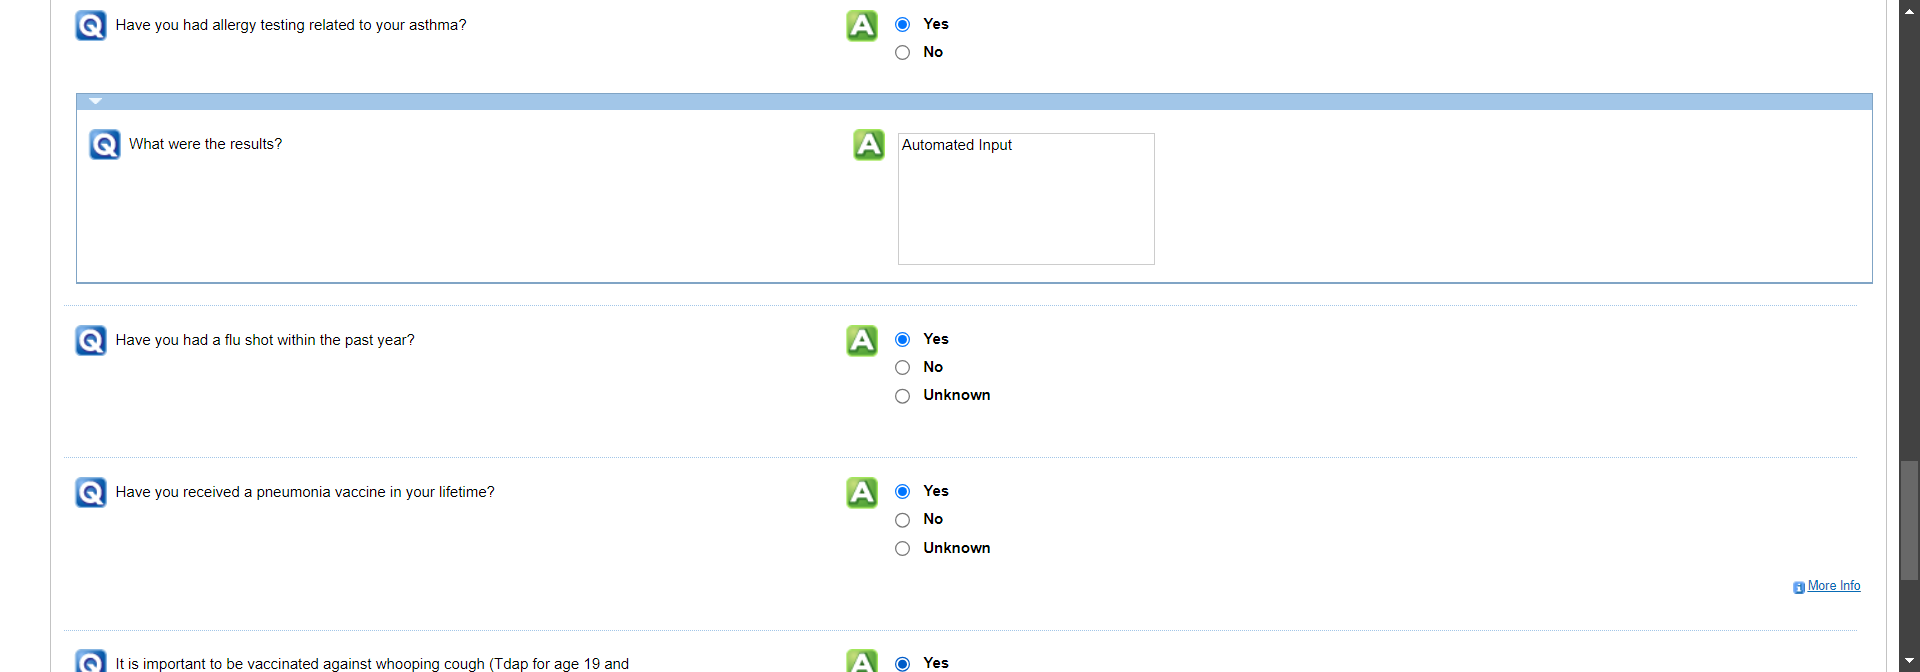 Q Have you had allergy testing related to your asthma? A Yes
No
Q What were the results? A Automated Input
Q Have you had a flu shot within the past year? A Yes
No
Unknown
Q Have you received a pneumonia vaccine in your lifetime? A Yes
No
Unknown
i More Info
Q It is important to be vaccinated against whooping cough (Tdap for age 19 and A Yes